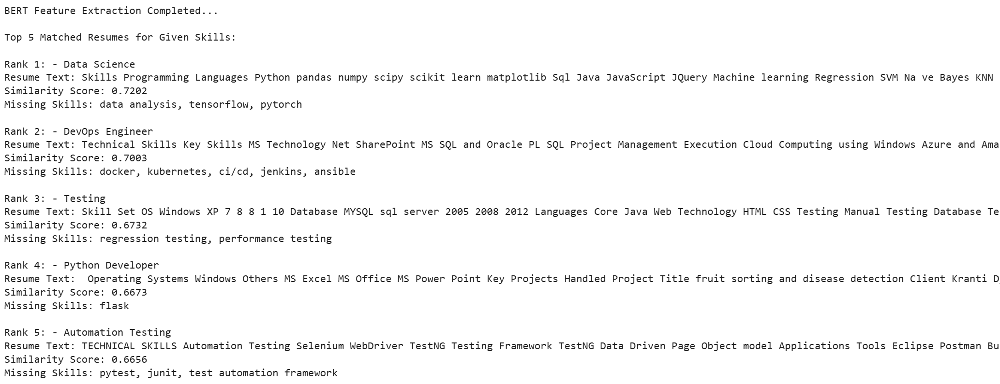 BERT Feature Extraction Completed...
Top 5 Matched Resumes for Given Skills:
Rank 1: - Data Science
Resume Text: Skills Programming Languages Python pandas numpy scipy scikit learn matplotlib Sql Java JavaScript JQuery Machine learning Regression SVM Na ve Bayes KNN
Similarity Score: 0.7202
Missing Skills: data analysis, tensorflow, pytorch
Rank 2: - DevOps Engineer
Resume Text: Technical Skills Key Skills MS Technology Net SharePoint MS SQL and Oracle PL SQL Project Management Execution Cloud Computing using Windows Azure and Ama
Similarity Score: 0.7003
Missing Skills: docker, kubernetes, ci/cd, jenkins, ansible
Rank 3: - Testing
Resume Text: Skill Set OS Windows XP 7 8 8 1 10 Database MYSQL sql server 2005 2008 2012 Languages Core Java Web Technology HTML CSS Testing Manual Testing Database Te
Similarity Score: 0.6732
Missing Skills: regression testing, performance testing
Rank 4: - Python Developer
Resume Text:  Operating Systems Windows Others MS Excel MS Office MS Power Point Key Projects Handled Project Title fruit sorting and disease detection Client Kranti
Similarity Score: 0.6673
Missing Skills: flask
Rank 5: - Automation Testing
Resume Text: TECHNICAL SKILLS Automation Testing Selenium WebDriver TestNG Testing Framework TestNG Data Driven Page Object model Applications Tools Eclipse Postman Bu
Similarity Score: 0.6656
Missing Skills: pytest, junit, test automation framework